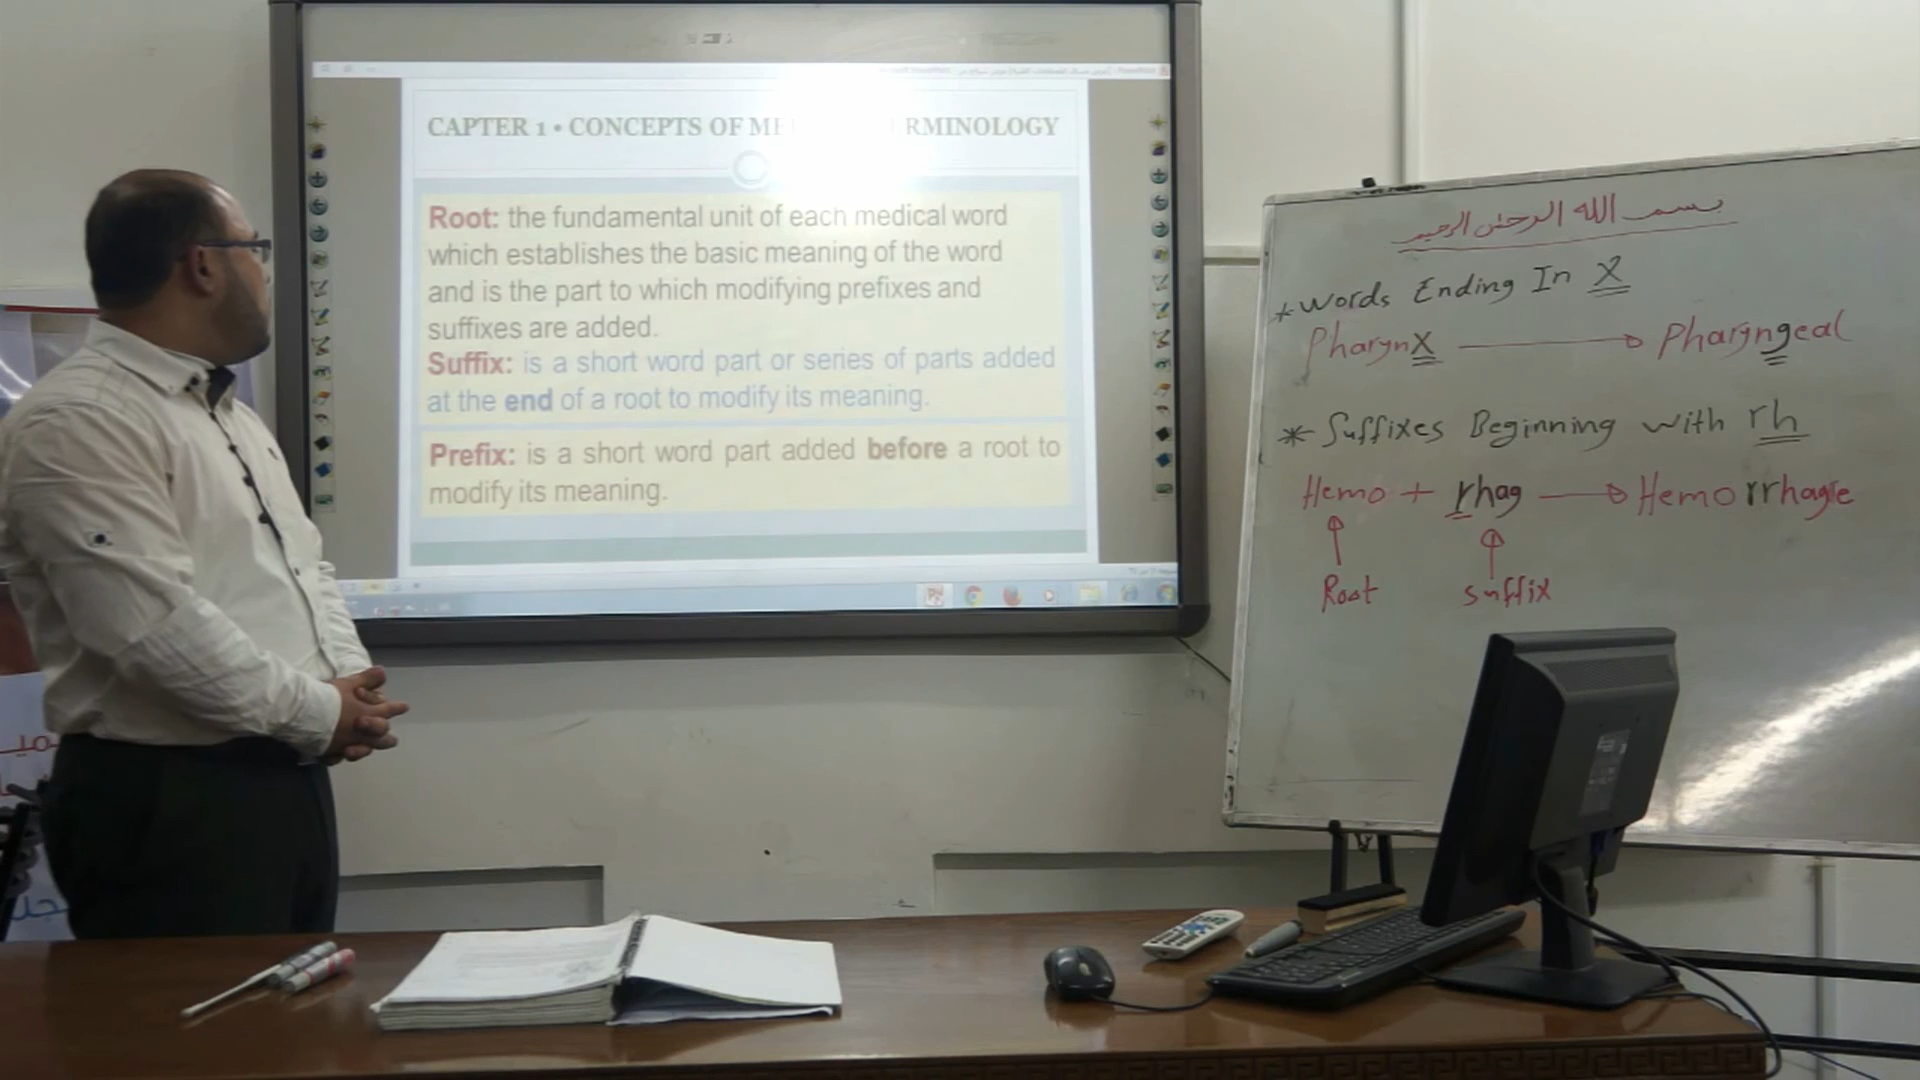 CAPTER 1 • CONCEPTS OF ME RMINOLOGY
Root: the fundamental unit of each medical word
which establishes the basic meaning of the word
and is the part to which modifying prefixes and
suffixes are added.
Suffix: is a short word part or series of parts added
at the end of a root to modify its meaning.
Prefix: is a short word part added before a root to
modify its meaning.
بسم الله الرحمن الرحيم
* Words Ending In X
Pharynx → Pharyngeal
* Suffixes Beginning with rh
Hemo + rhag → Hemorrhage
Root suffix